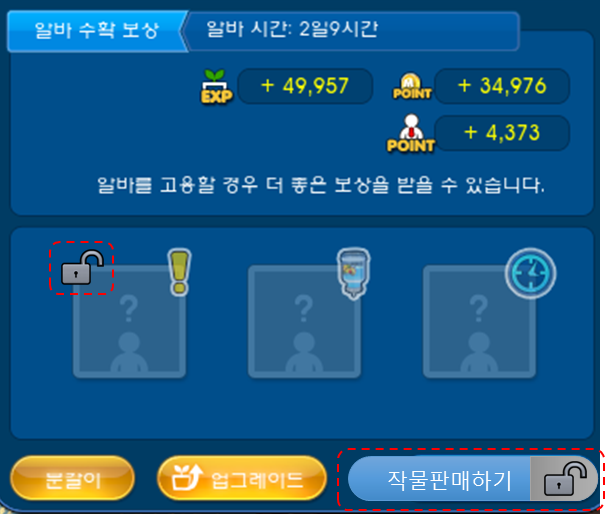 알바 수확 보상
알바 시간: 2일9시간
EXP + 49,957
POINT + 34,976
POINT + 4,373
알바를 고용할 경우 더 좋은 보상을 받을 수 있습니다.
?
?
?
분갈이
업그레이드
작물판매하기